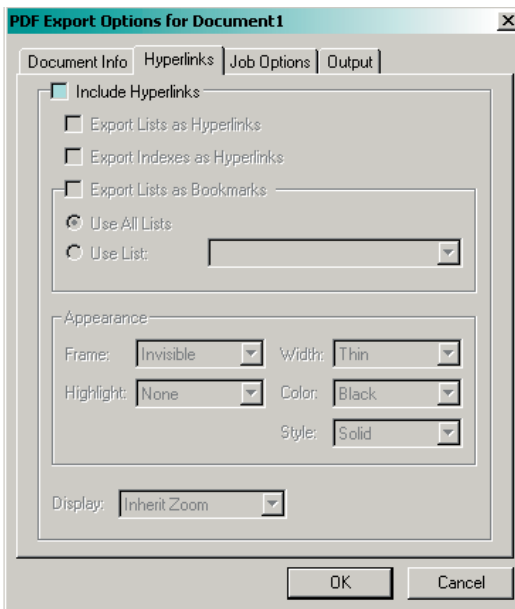 PDF Export Options for Document1
Document Info Hyperlinks Job Options Output
Include Hyperlinks
Export Lists as Hyperlinks
Export Indexes as Hyperlinks
Export Lists as Bookmarks
Use All Lists
Use List:
Appearance
Frame: Invisible Width: Thin
Highlight: None Color: Black
Style: Solid
Display: Inherit Zoom
OK Cancel